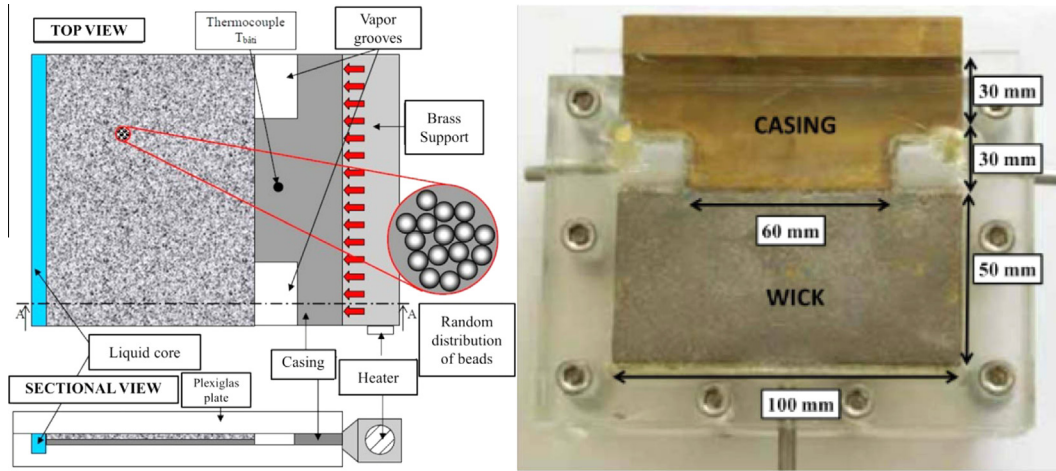 TOP VIEW
Thermocouple
T_bâti
Vapor
grooves
Brass
Support
A
A
Random
distribution
of beads
Liquid core
Casing
Heater
SECTIONAL VIEW
Plexiglas
plate
CASING
30 mm
30 mm
60 mm
WICK
50 mm
100 mm